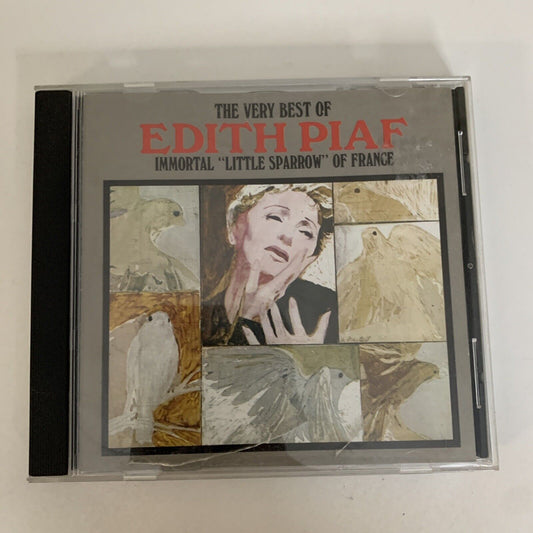 THE VERY BEST OF
EDITH PIAF
IMMORTAL "LITTLE SPARROW" OF FRANCE